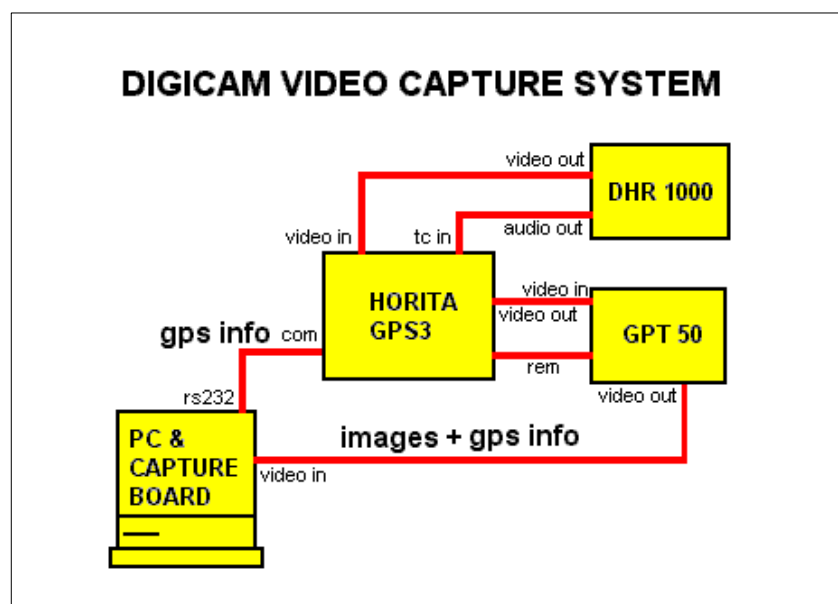 DIGICAM VIDEO CAPTURE SYSTEM
video out
DHR 1000
audio out
video in
tc in
HORITA
GPS3
video in
video out
GPT 50
rem
video out
gps info
com
rs232
PC &
CAPTURE
BOARD
images + gps info
video in